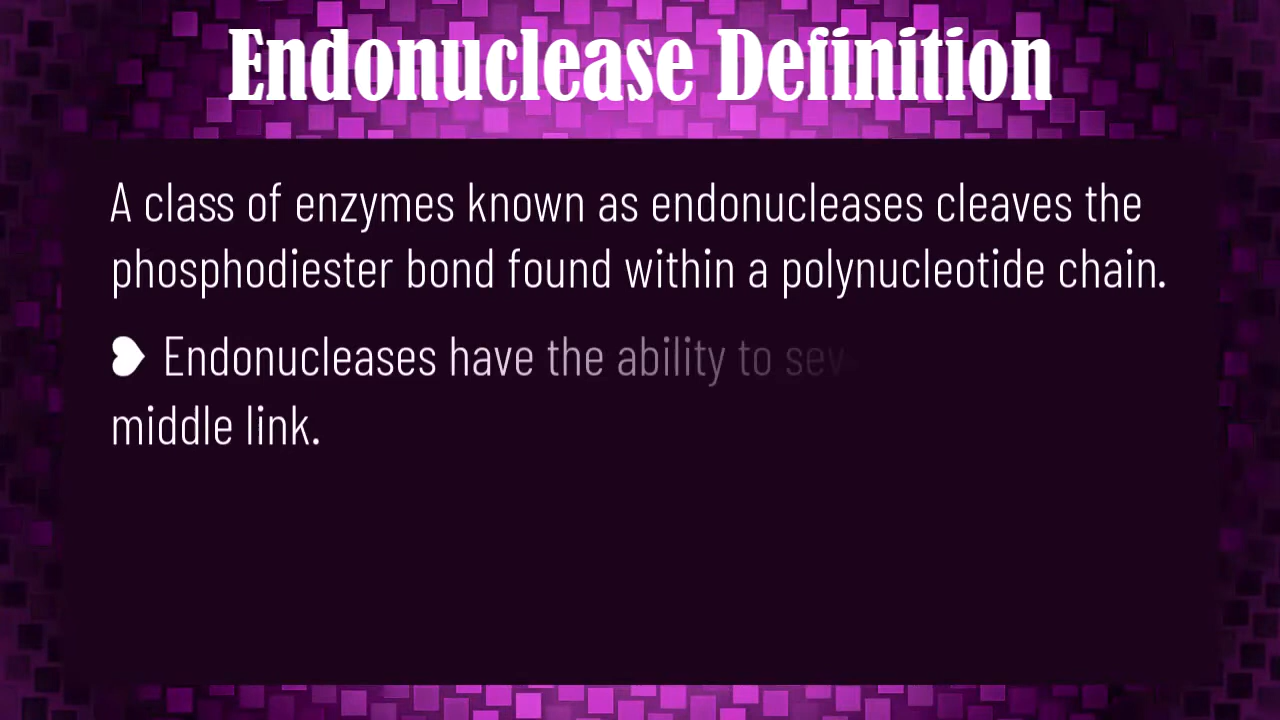 Endonuclease Definition
A class of enzymes known as endonucleases cleaves the
phosphodiester bond found within a polynucleotide chain.
❥ Endonucleases have the ability to
middle link.